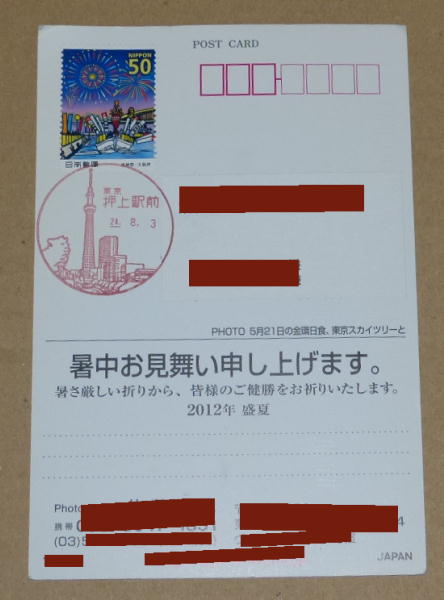 POST CARD
NIPPON
50
日本郵便
東京
押上駅前
24. 8. 3
PHOTO 5月21日の金環日食、東京スカイツリーと
暑中お見舞い申し上げます。
暑さ厳しい折りから、皆様のご健勝をお祈りいたします。
2012年 盛夏
Photo
携帯
(03)
JAPAN